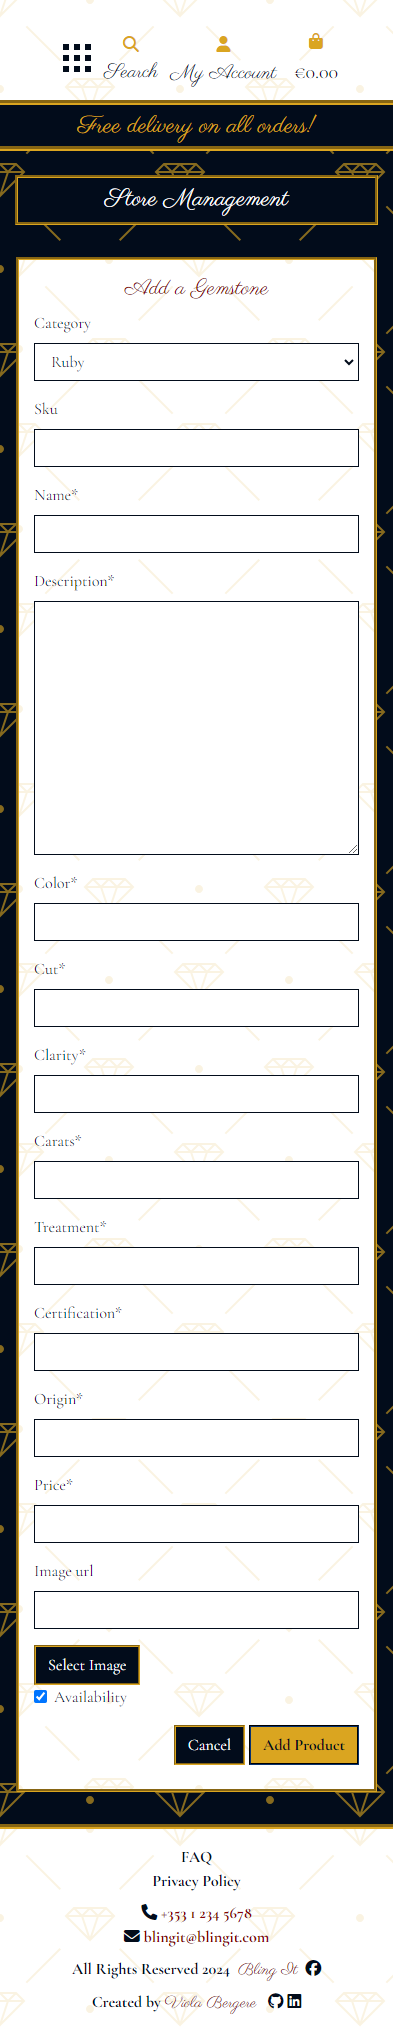 Search My Account €0.00
Free delivery on all orders!
Store Management
Add a Gemstone
Category
Ruby
Sku
Name*
Description*
Color*
Cut*
Clarity*
Carats*
Treatment*
Certification*
Origin*
Price*
Image url
Select Image
Availability
Cancel Add Product
FAQ
Privacy Policy
+353 1 234 5678
blingit@blingit.com
All Rights Reserved 2024 Bling It
Created by Viola Bergere